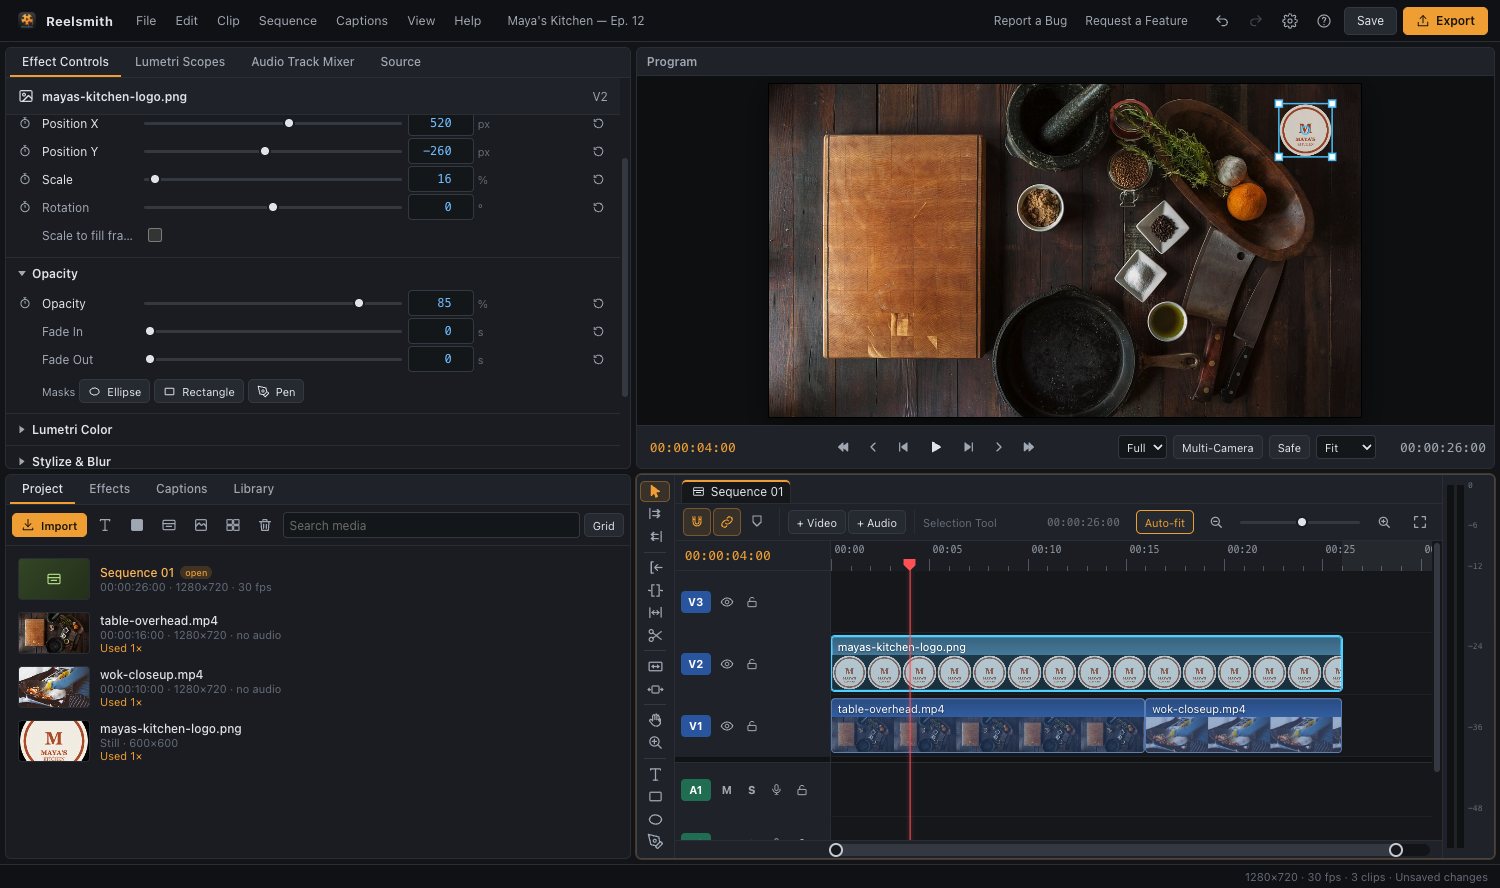 Reelsmith File Edit Clip Sequence Captions View Help Maya's Kitchen — Ep. 12 Report a Bug Request a Feature Save Export
Effect Controls Lumetri Scopes Audio Track Mixer Source
mayas-kitchen-logo.png V2
Position X 520 px
Position Y −260 px
Scale 16 %
Rotation 0 °
Scale to fill fra...
Opacity
Opacity 85 %
Fade In 0 s
Fade Out 0 s
Masks Ellipse Rectangle Pen
Lumetri Color
Stylize & Blur
Program
M
MAYA'S
KITCHEN
00:00:04:00 Full Multi-Camera Safe Fit 00:00:26:00
Project Effects Captions Library
Import Search media Grid
Sequence 01 open
00:00:26:00 · 1280×720 · 30 fps
table-overhead.mp4
00:00:16:00 · 1280×720 · no audio
Used 1×
wok-closeup.mp4
00:00:10:00 · 1280×720 · no audio
Used 1×
M
MAYA'S
KITCHEN
mayas-kitchen-logo.png
Still · 600×600
Used 1×
Sequence 01
+ Video + Audio Selection Tool 00:00:26:00 Auto-fit
00:00:04:00 00:00 00:05 00:10 00:15 00:20 00:25
V3
V2 mayas-kitchen-logo.png
V1 table-overhead.mp4 wok-closeup.mp4
A1 M S
0
−6
−12
−24
−36
−48
1280×720 · 30 fps · 3 clips · Unsaved changes